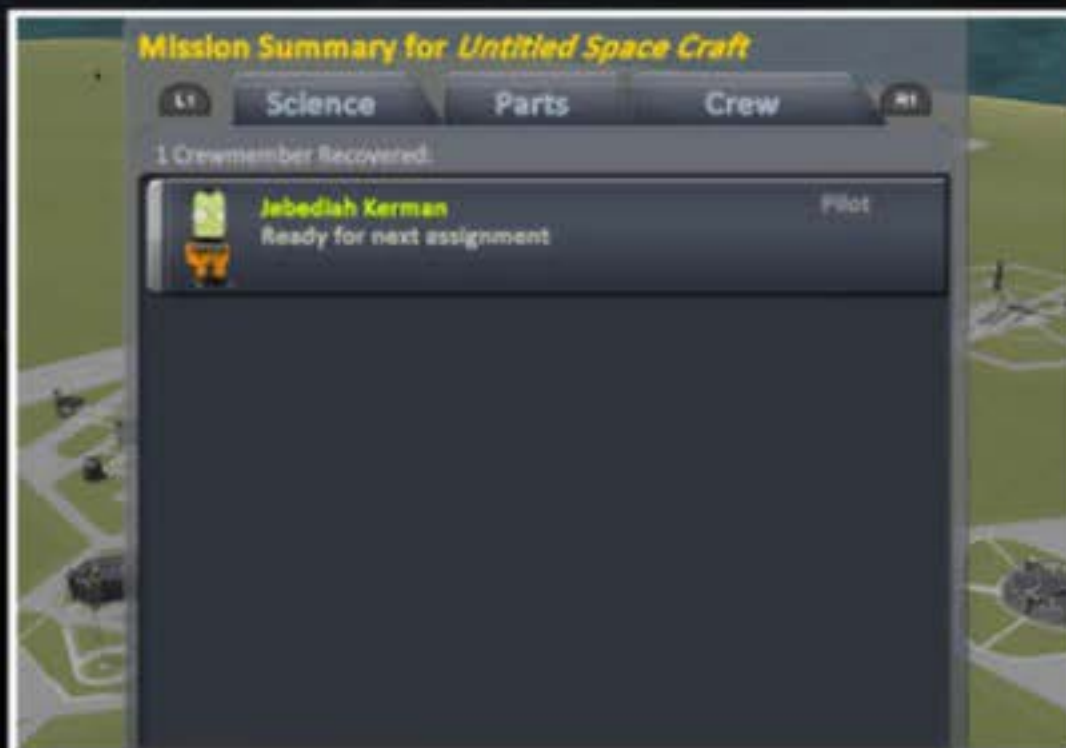 Mission Summary for Untitled Space Craft
L1 Science Parts Crew R1
1 Crewmember Recovered:
Jebediah Kerman Pilot
Ready for next assignment